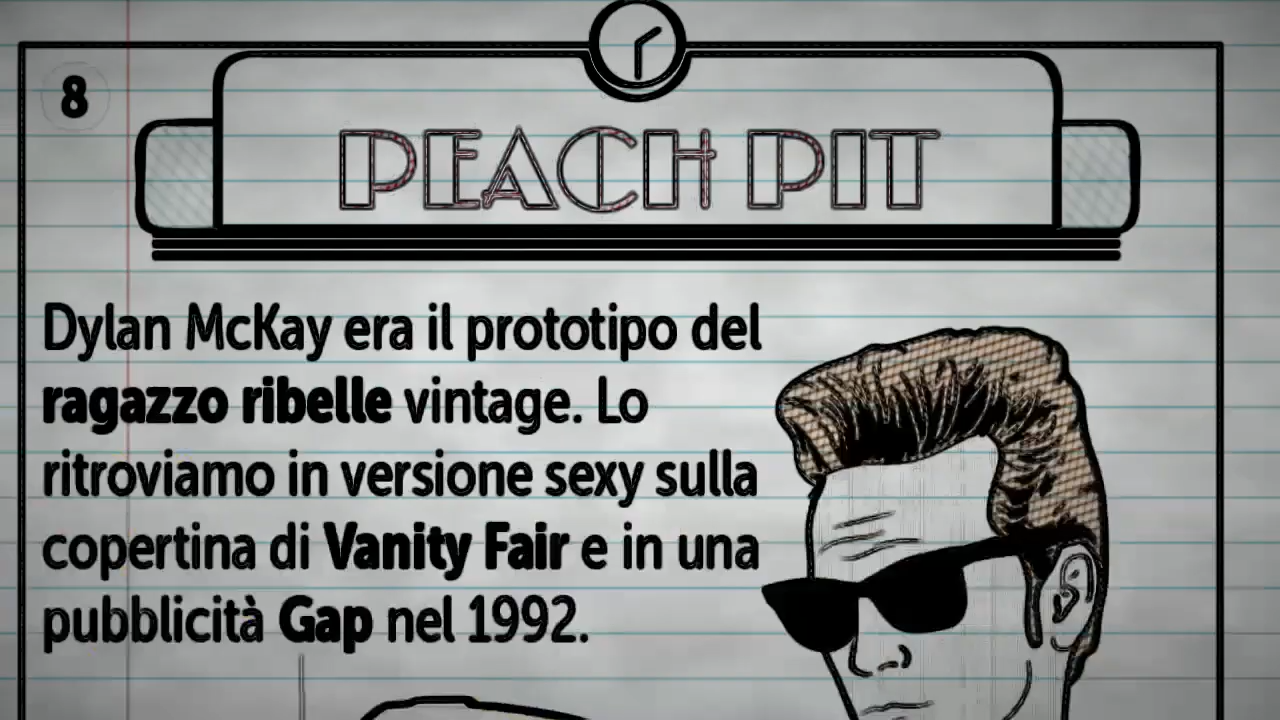 8
PEACH PIT
Dylan McKay era il prototipo del
ragazzo ribelle vintage. Lo
ritroviamo in versione sexy sulla
copertina di Vanity Fair e in una
pubblicità Gap nel 1992.